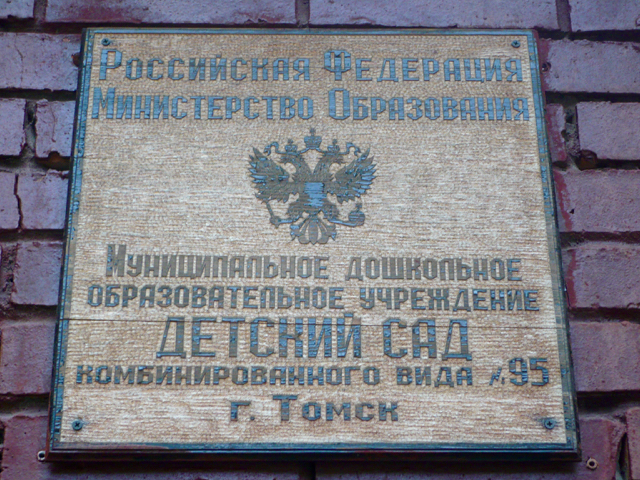 Российская Федерация
Министерство Образования
Муниципальное дошкольное
образовательное учреждение
ДЕТСКИЙ САД
комбинированного вида №95
г. Томск